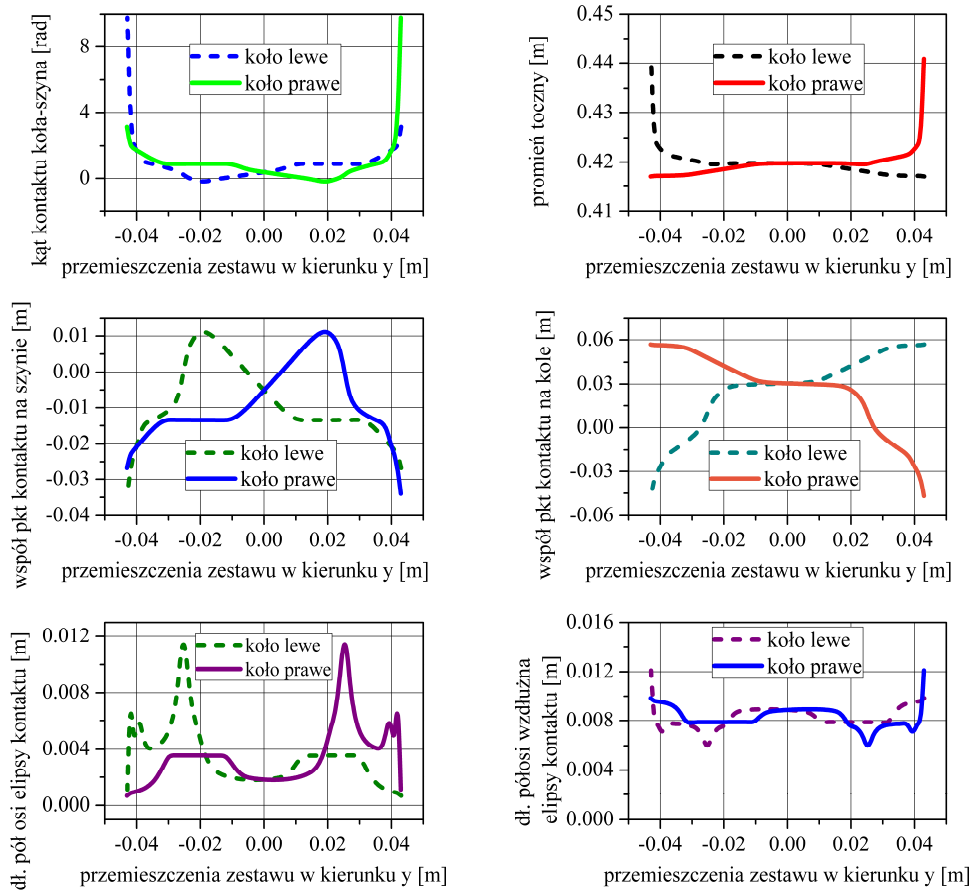 kąt kontaktu koła-szyna [rad]
8
4
0
koło lewe
koło prawe
-0.04 -0.02 0.00 0.02 0.04
przemieszczenia zestawu w kierunku y [m]
promień toczny [m]
0.45
0.44
0.43
0.42
0.41
koło lewe
koło prawe
-0.04 -0.02 0.00 0.02 0.04
przemieszczenia zestawu w kierunku y [m]
współ pkt kontaktu na szynie [m]
0.01
0.00
-0.01
-0.02
-0.03
-0.04
koło lewe
koło prawe
-0.04 -0.02 0.00 0.02 0.04
przemieszczenia zestawu w kierunku y [m]
współ pkt kontaktu na kole [m]
0.06
0.03
0.00
-0.03
-0.06
koło lewe
koło prawe
-0.04 -0.02 0.00 0.02 0.04
przemieszczenia zestawu w kierunku y [m]
dł. pół osi elipsy kontaktu [m]
0.012
0.008
0.004
0.000
koło lewe
koło prawe
-0.04 -0.02 0.00 0.02 0.04
przemieszczenia zestawu w kierunku y [m]
dł. półosi wzdłużna
elipsy kontaktu [m]
0.016
0.012
0.008
0.004
0.000
koło lewe
koło prawe
-0.04 -0.02 0.00 0.02 0.04
przemieszczenia zestawu w kierunku y [m]